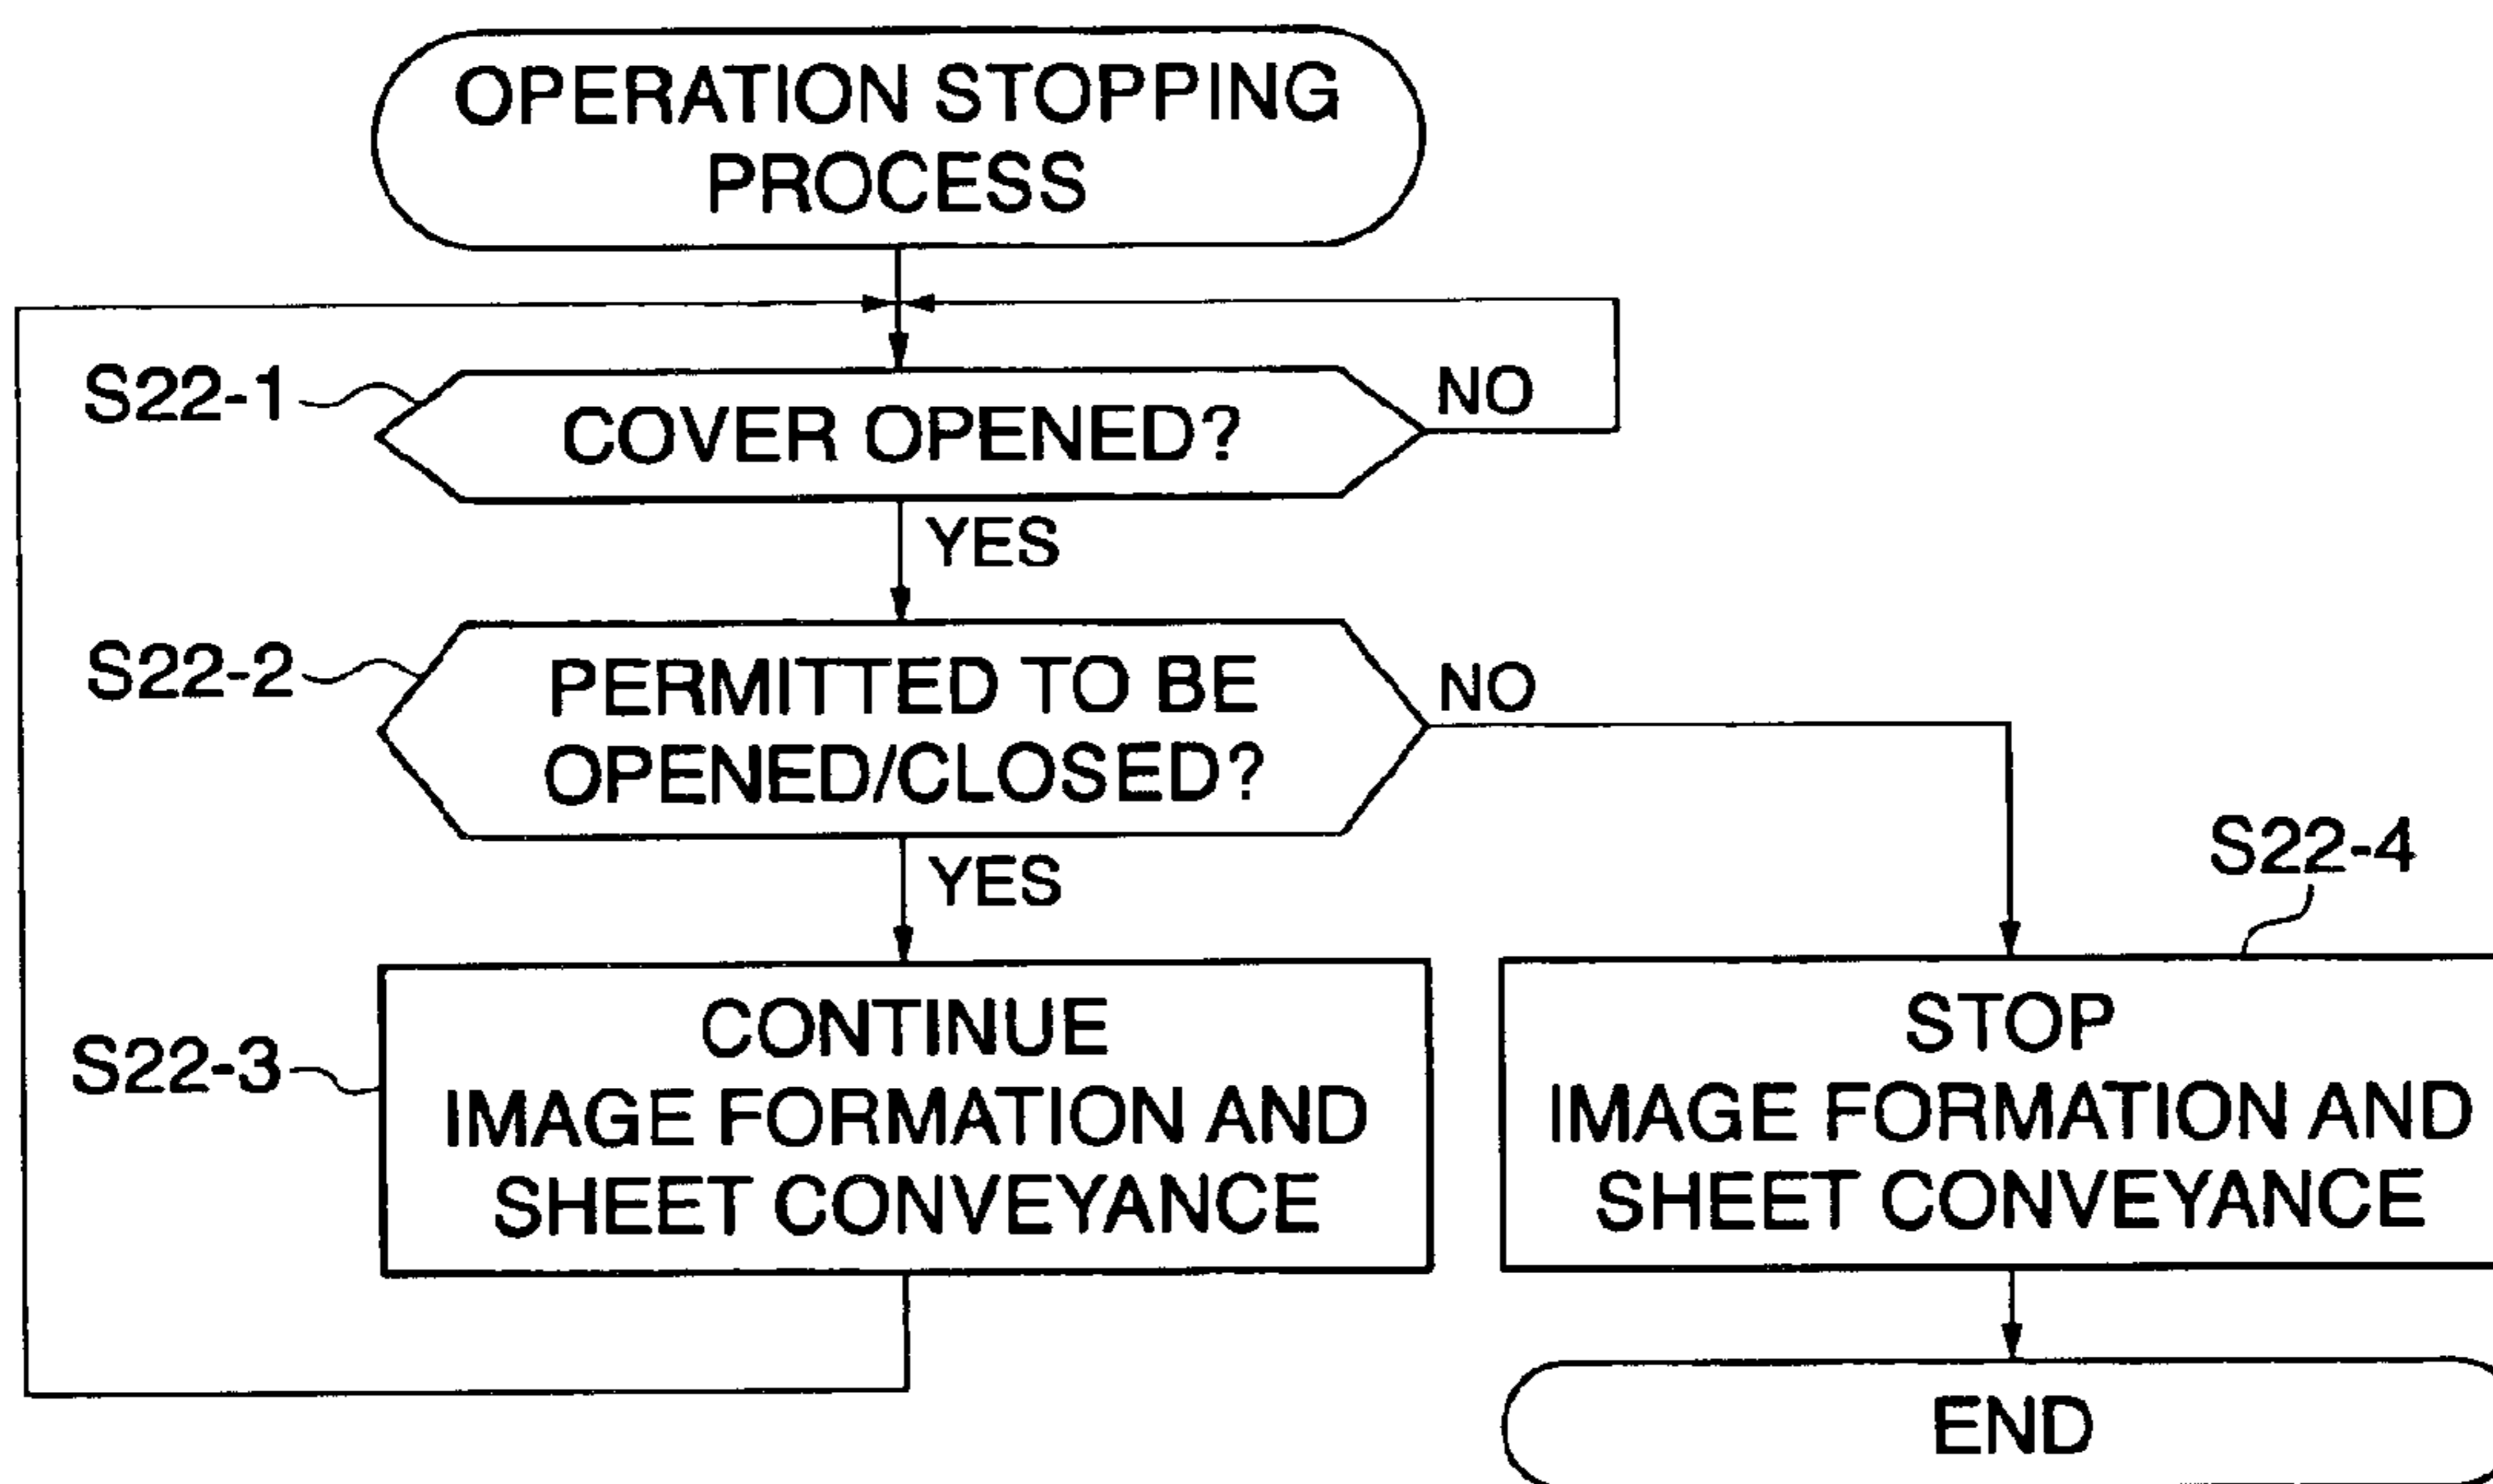 OPERATION STOPPING
PROCESS
S22-1
COVER OPENED?
NO
YES
S22-2
PERMITTED TO BE
OPENED/CLOSED?
NO
YES
S22-4
S22-3
CONTINUE
IMAGE FORMATION AND
SHEET CONVEYANCE
STOP
IMAGE FORMATION AND
SHEET CONVEYANCE
END